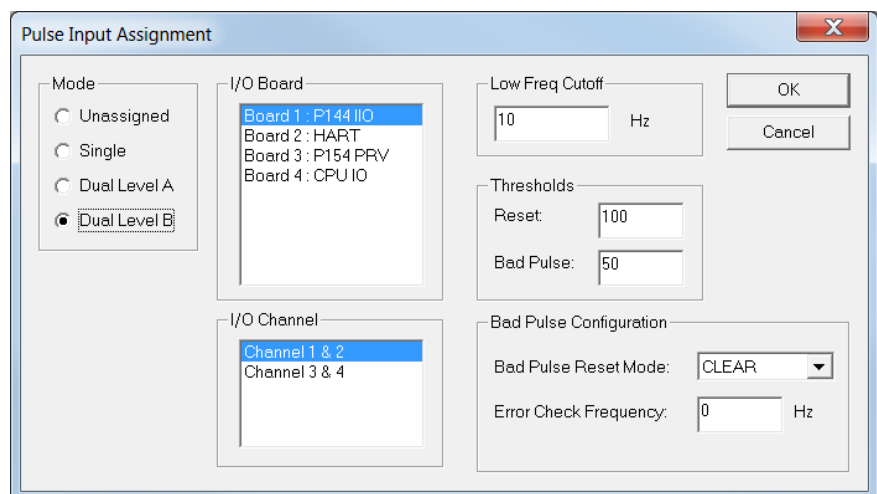 Pulse Input Assignment
X
Mode
Unassigned
Single
Dual Level A
Dual Level B
I/O Board
Board 1 : P144 IIO
Board 2 : HART
Board 3 : P154 PRV
Board 4 : CPU IO
I/O Channel
Channel 1 & 2
Channel 3 & 4
Low Freq Cutoff
10 Hz
Thresholds
Reset: 100
Bad Pulse: 50
Bad Pulse Configuration
Bad Pulse Reset Mode: CLEAR
Error Check Frequency: 0 Hz
OK
Cancel